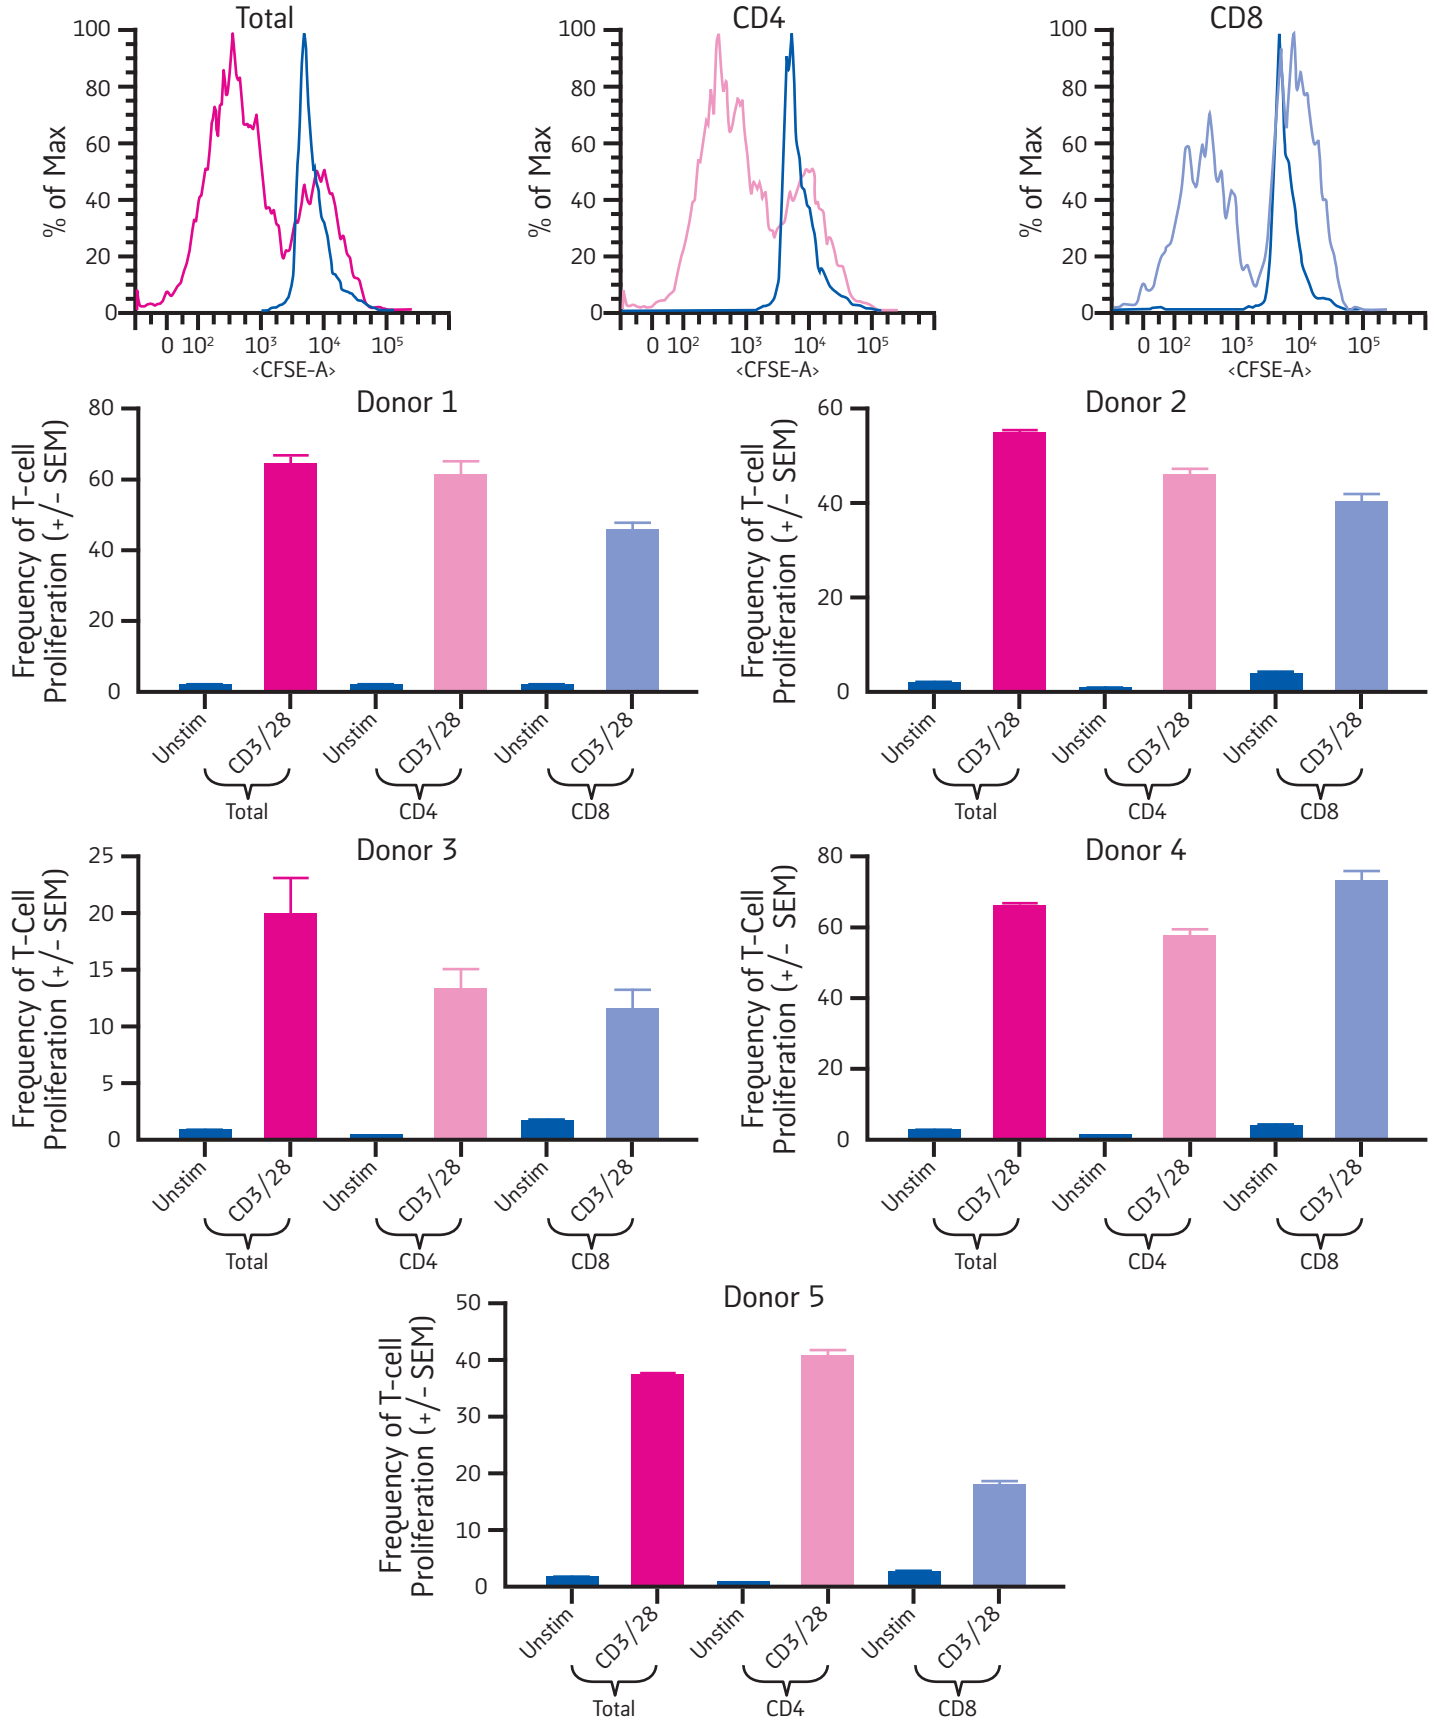 Total
100
80
60
40
20
0
% of Max
0 10² 10³ 10⁴ 10⁵
‹CFSE-A›
CD4
100
80
60
40
20
0
% of Max
0 10² 10³ 10⁴ 10⁵
‹CFSE-A›
CD8
100
80
60
40
20
0
% of Max
0 10² 10³ 10⁴ 10⁵
‹CFSE-A›
Donor 1
Frequency of T-cell
Proliferation (+/- SEM)
80
60
40
20
0
Unstim CD3/28 Unstim CD3/28 Unstim CD3/28
Total CD4 CD8
Donor 2
Frequency of T-cell
Proliferation (+/- SEM)
60
40
20
0
Unstim CD3/28 Unstim CD3/28 Unstim CD3/28
Total CD4 CD8
Donor 3
Frequency of T-Cell
Proliferation (+/- SEM)
25
20
15
10
5
0
Unstim CD3/28 Unstim CD3/28 Unstim CD3/28
Total CD4 CD8
Donor 4
Frequency of T-Cell
Proliferation (+/- SEM)
80
60
40
20
0
Unstim CD3/28 Unstim CD3/28 Unstim CD3/28
Total CD4 CD8
Donor 5
Frequency of T-cell
Proliferation (+/- SEM)
50
40
30
20
10
0
Unstim CD3/28 Unstim CD3/28 Unstim CD3/28
Total CD4 CD8